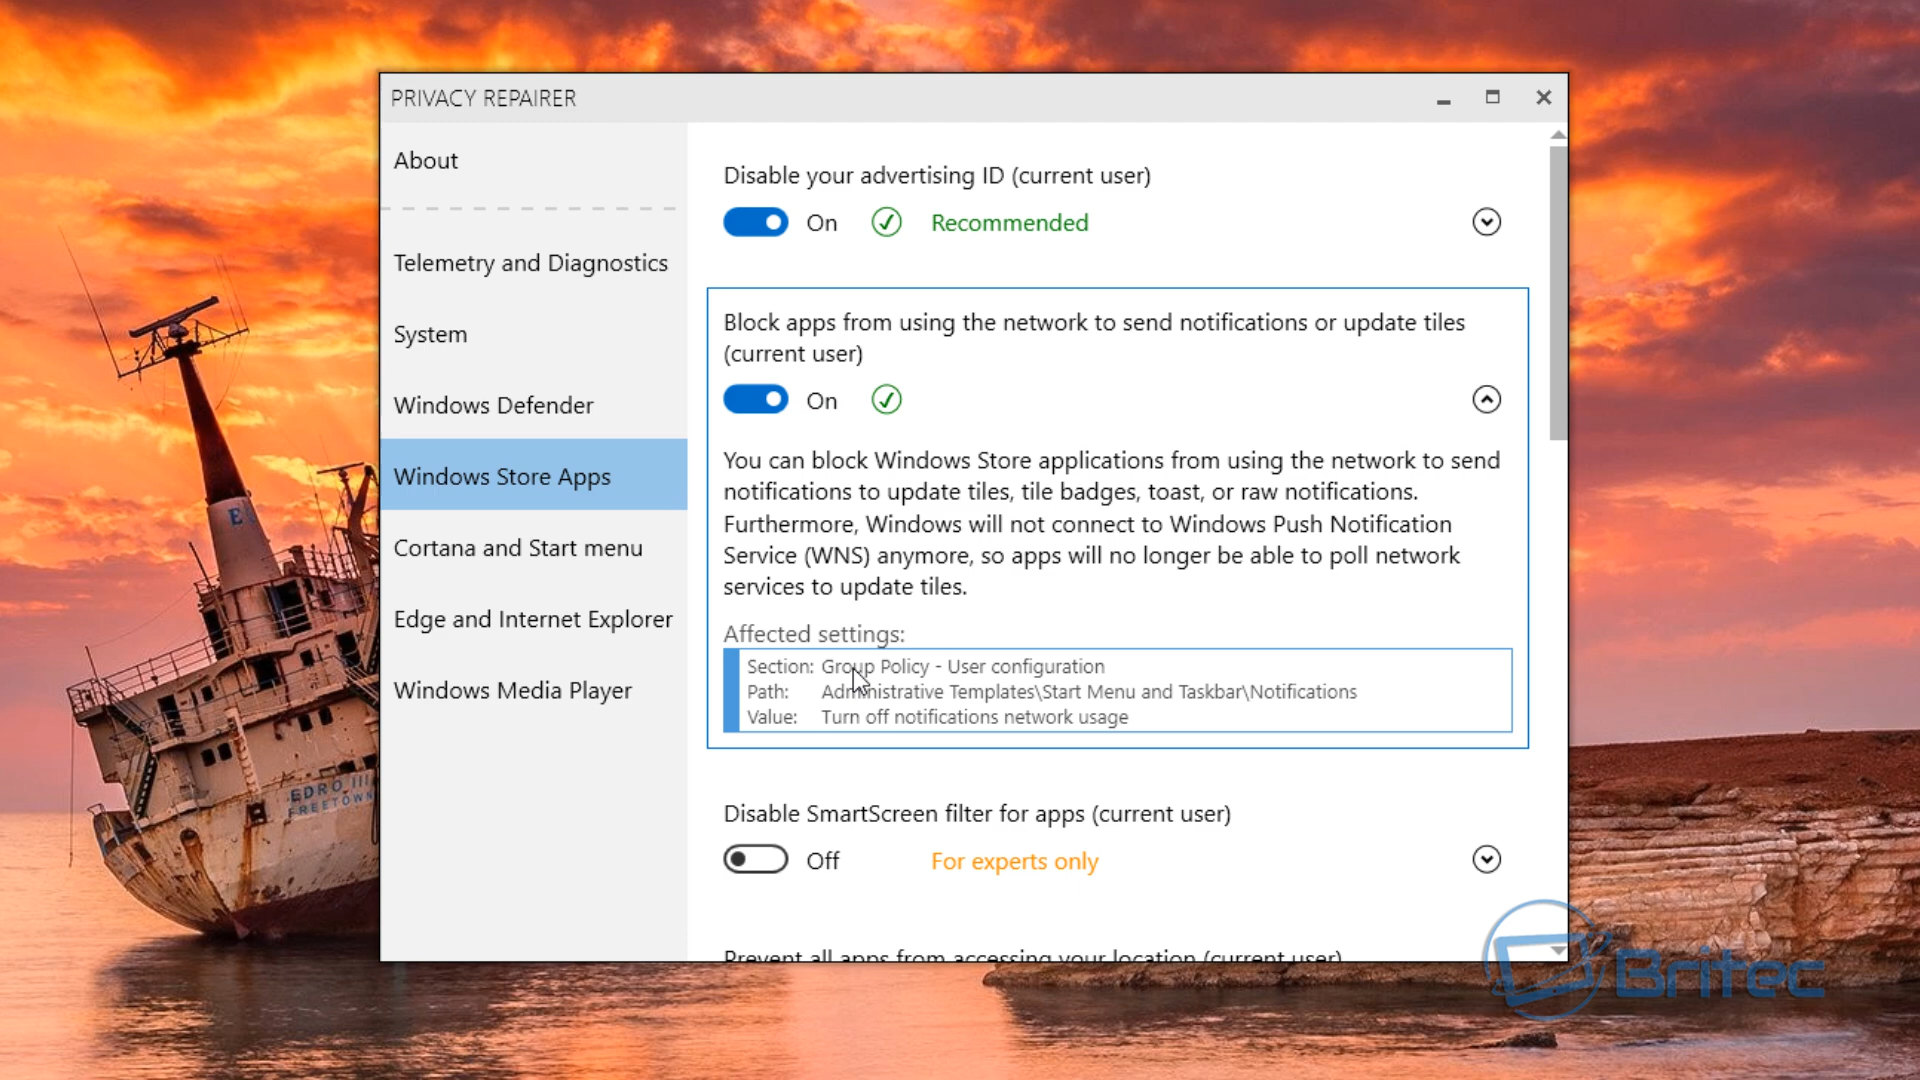 PRIVACY REPAIRER
About
Telemetry and Diagnostics
System
Windows Defender
Windows Store Apps
Cortana and Start menu
Edge and Internet Explorer
Windows Media Player
Disable your advertising ID (current user)
On
Recommended
Block apps from using the network to send notifications or update tiles
(current user)
On
You can block Windows Store applications from using the network to send
notifications to update tiles, tile badges, toast, or raw notifications.
Furthermore, Windows will not connect to Windows Push Notification
Service (WNS) anymore, so apps will no longer be able to poll network
services to update tiles.
Affected settings:
Section: Group Policy - User configuration
Path: Administrative Templates\Start Menu and Taskbar\Notifications
Value: Turn off notifications network usage
Disable SmartScreen filter for apps (current user)
Off
For experts only
Prevent all apps from accessing your location (current user)
E
EDRO III
FREETOWN
Britec